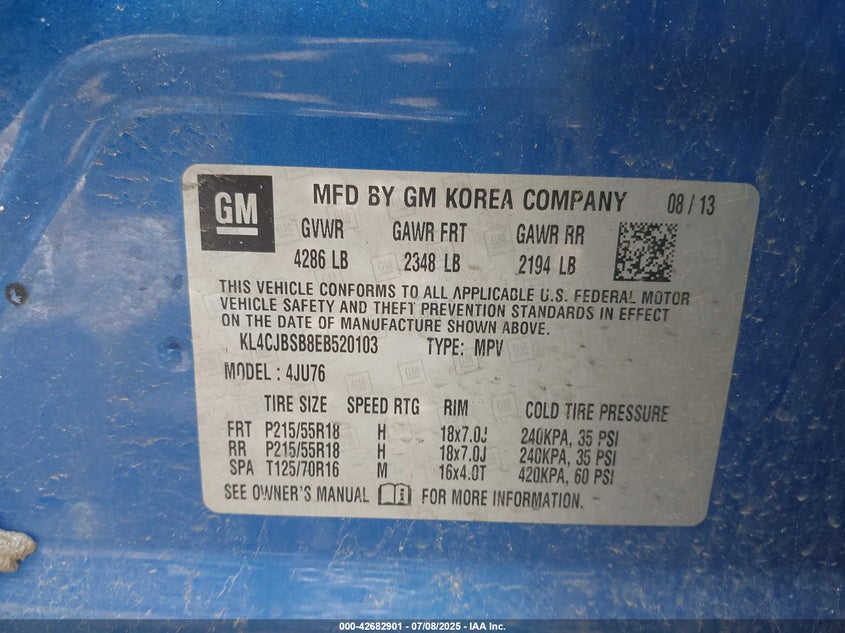 GM
MFD BY GM KOREA COMPANY 08 / 13
GVWR GAWR FRT GAWR RR
4286 LB 2348 LB 2194 LB
THIS VEHICLE CONFORMS TO ALL APPLICABLE U.S. FEDERAL MOTOR
VEHICLE SAFETY AND THEFT PREVENTION STANDARDS IN EFFECT
ON THE DATE OF MANUFACTURE SHOWN ABOVE.
KL4CJBSB8EB520103 TYPE: MPV
MODEL : 4JU76
TIRE SIZE SPEED RTG RIM COLD TIRE PRESSURE
FRT P215/55R18 H 18x7.0J 240KPA, 35 PSI
RR P215/55R18 H 18x7.0J 240KPA, 35 PSI
SPA T125/70R16 M 16x4.0T 420KPA, 60 PSI
SEE OWNER'S MANUAL FOR MORE INFORMATION.
000-42682901 - 07/08/2025 - IAA Inc.